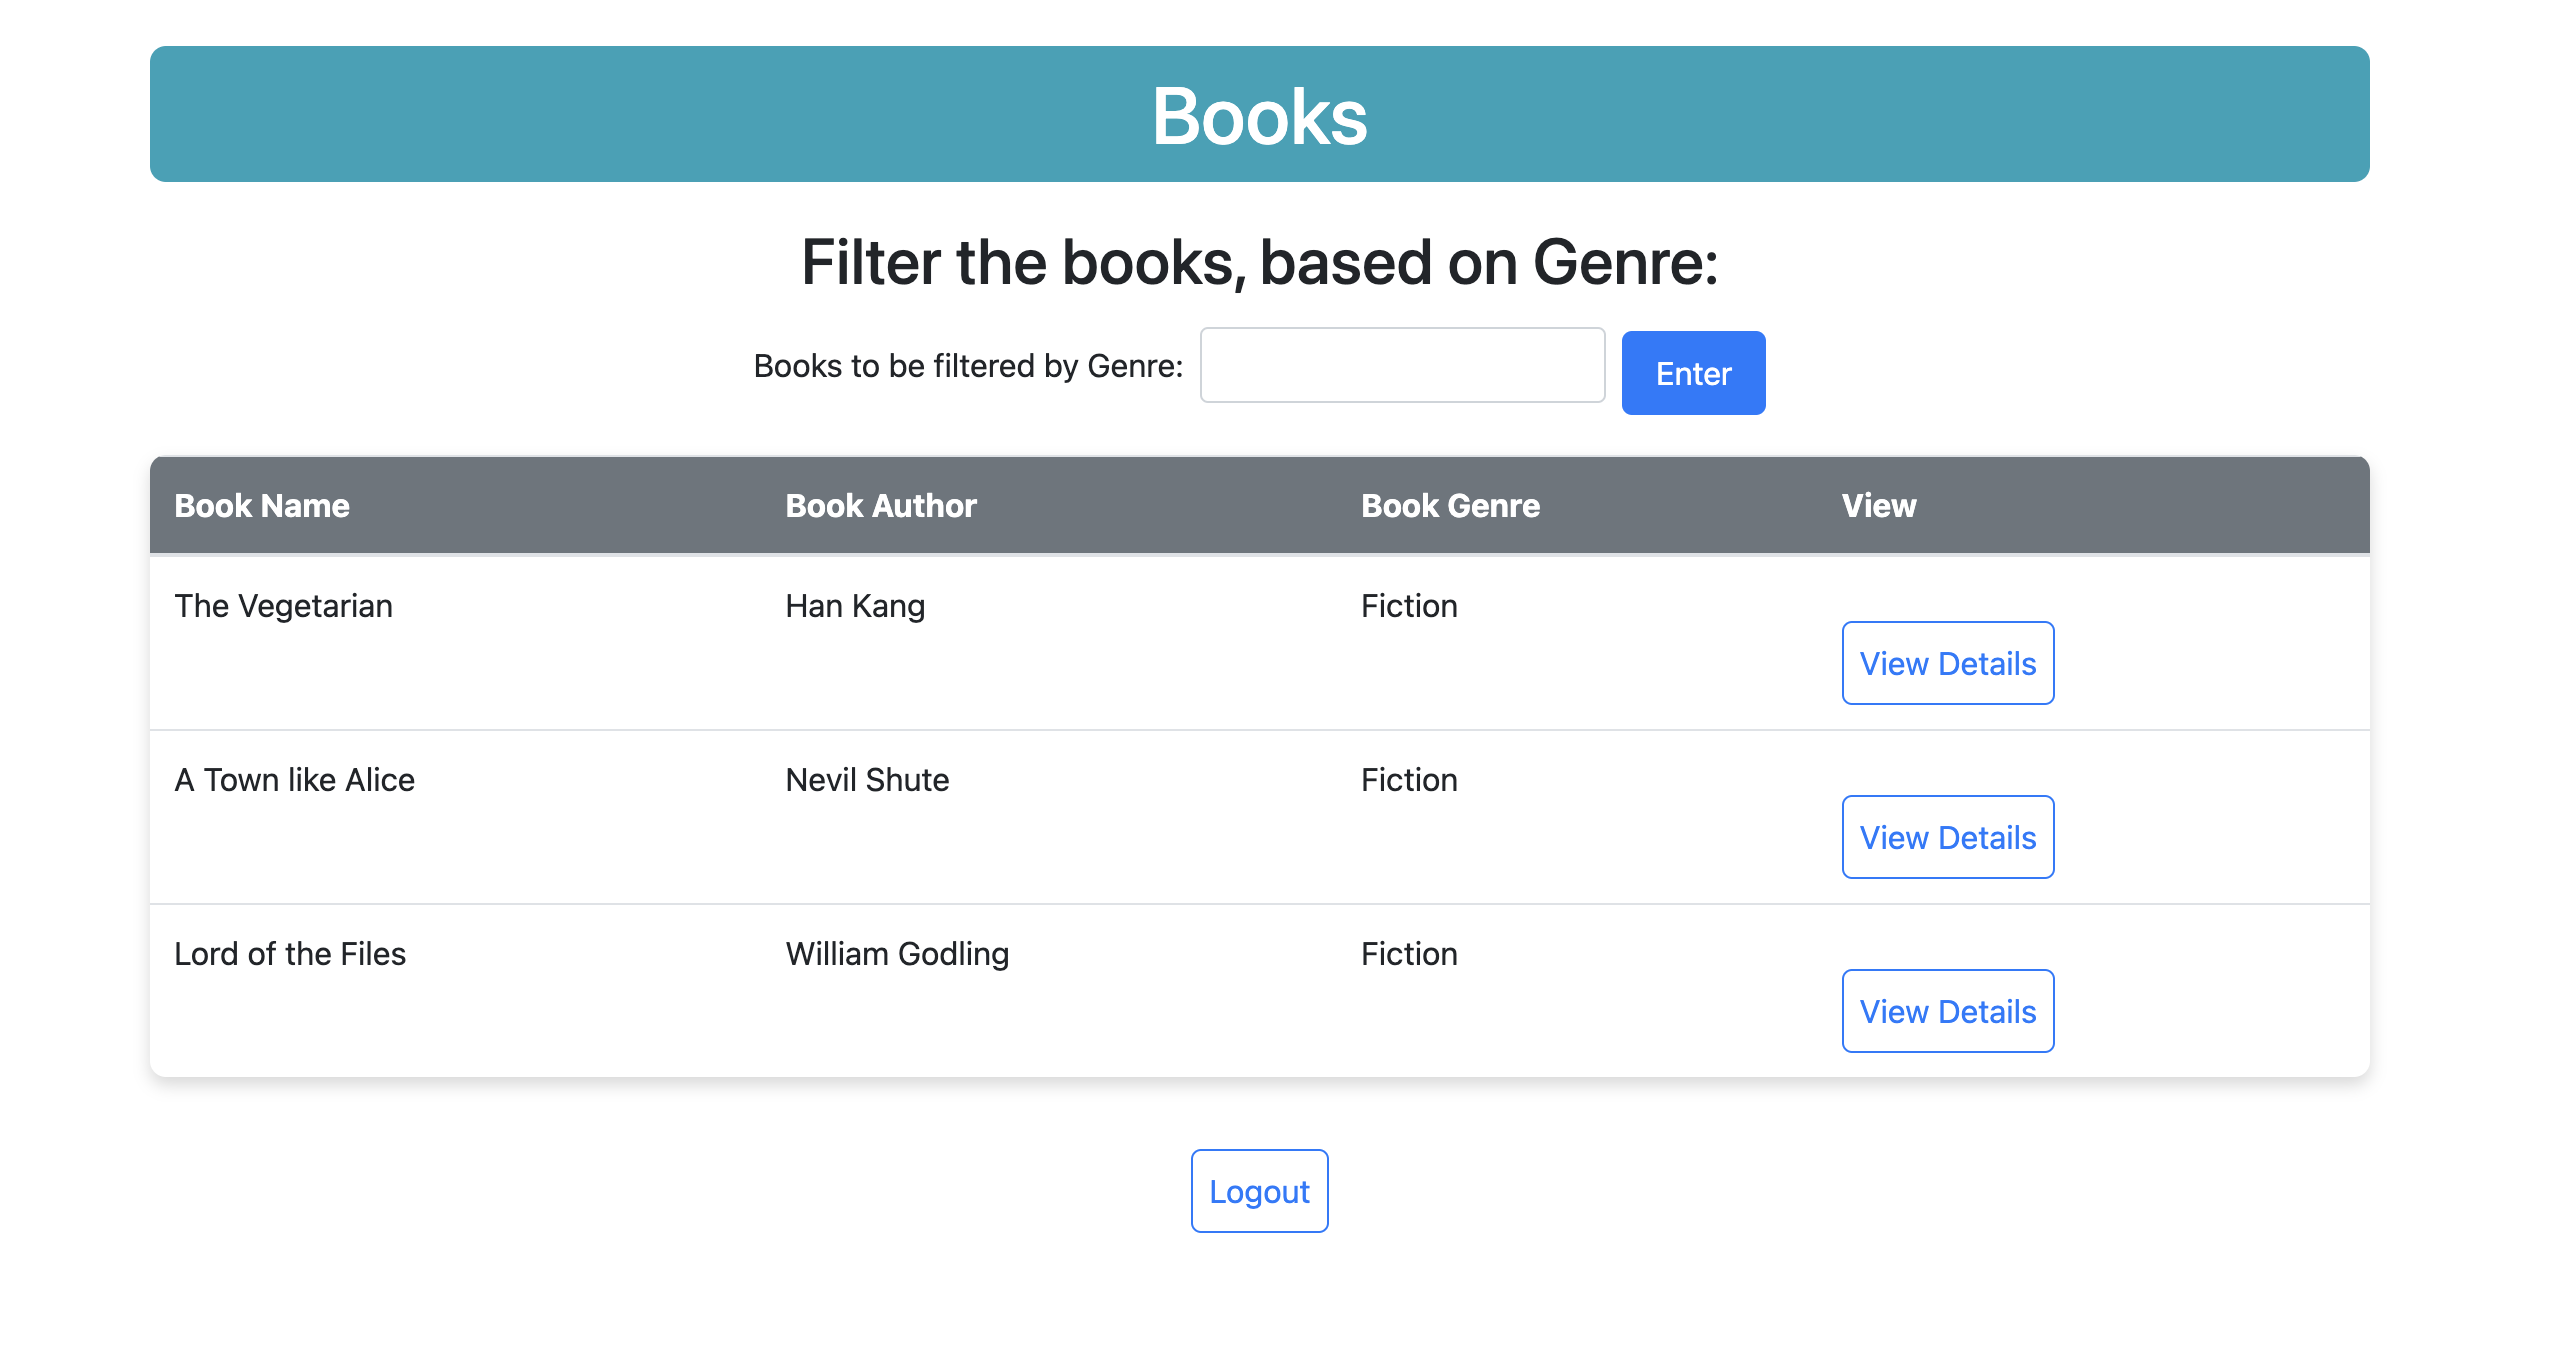 Books
Filter the books, based on Genre:
Books to be filtered by Genre: Enter
Book Name Book Author Book Genre View
The Vegetarian Han Kang Fiction
View Details
A Town like Alice Nevil Shute Fiction
View Details
Lord of the Files William Godling Fiction
View Details
Logout